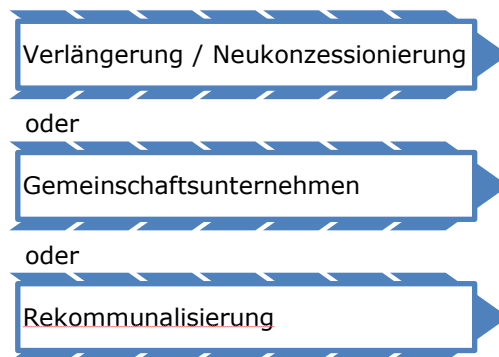 Verlängerung / Neukonzessionierung
oder
Gemeinschaftsunternehmen
oder
Rekommunalisierung